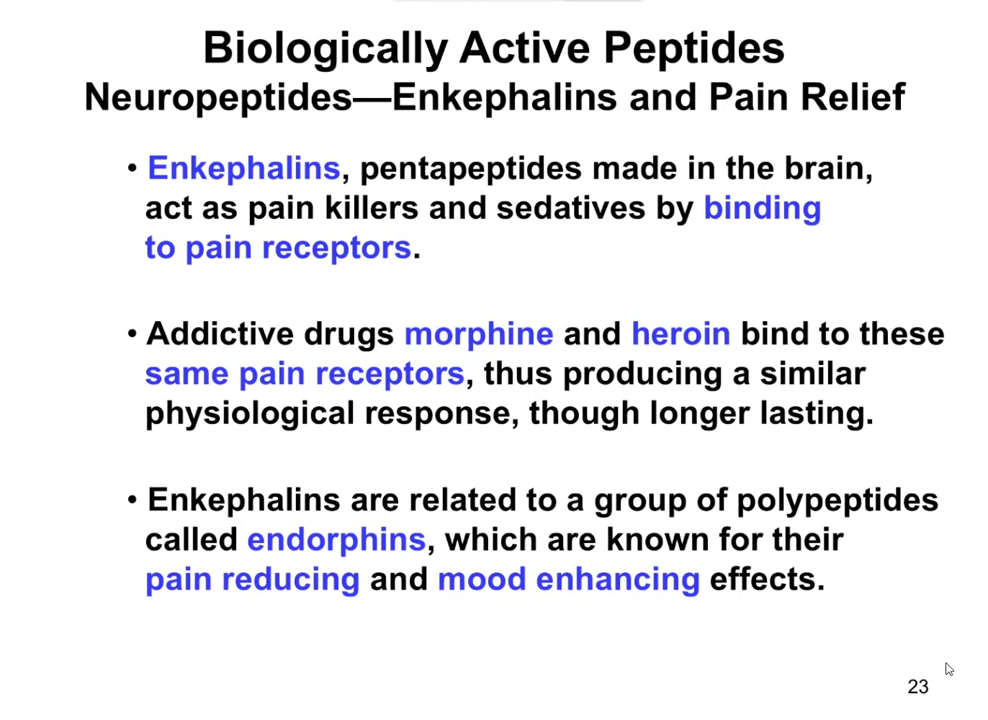 Biologically Active Peptides
Neuropeptides—Enkephalins and Pain Relief
• Enkephalins, pentapeptides made in the brain,
act as pain killers and sedatives by binding
to pain receptors.
• Addictive drugs morphine and heroin bind to these
same pain receptors, thus producing a similar
physiological response, though longer lasting.
• Enkephalins are related to a group of polypeptides
called endorphins, which are known for their
pain reducing and mood enhancing effects.
23